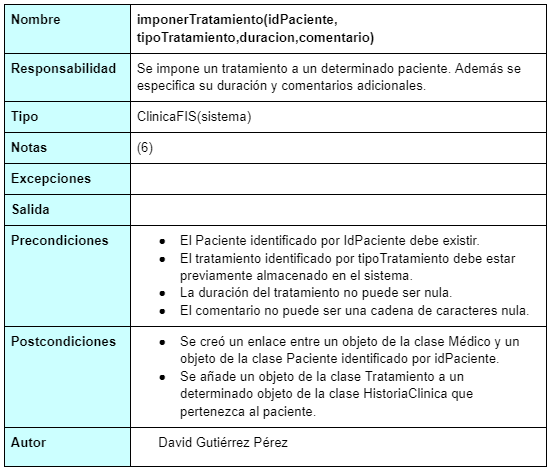 Nombre
imponerTratamiento(idPaciente,
tipoTratamiento,duracion,comentario)
Responsabilidad
Se impone un tratamiento a un determinado paciente. Además se
especifica su duración y comentarios adicionales.
Tipo
ClinicaFIS(sistema)
Notas
(6)
Excepciones
Salida
Precondiciones
● El Paciente identificado por IdPaciente debe existir.
● El tratamiento identificado por tipoTratamiento debe estar
previamente almacenado en el sistema.
● La duración del tratamiento no puede ser nula.
● El comentario no puede ser una cadena de caracteres nula.
Postcondiciones
● Se creó un enlace entre un objeto de la clase Médico y un
objeto de la clase Paciente identificado por idPaciente.
● Se añade un objeto de la clase Tratamiento a un
determinado objeto de la clase HistoriaClinica que
pertenezca al paciente.
Autor
David Gutiérrez Pérez